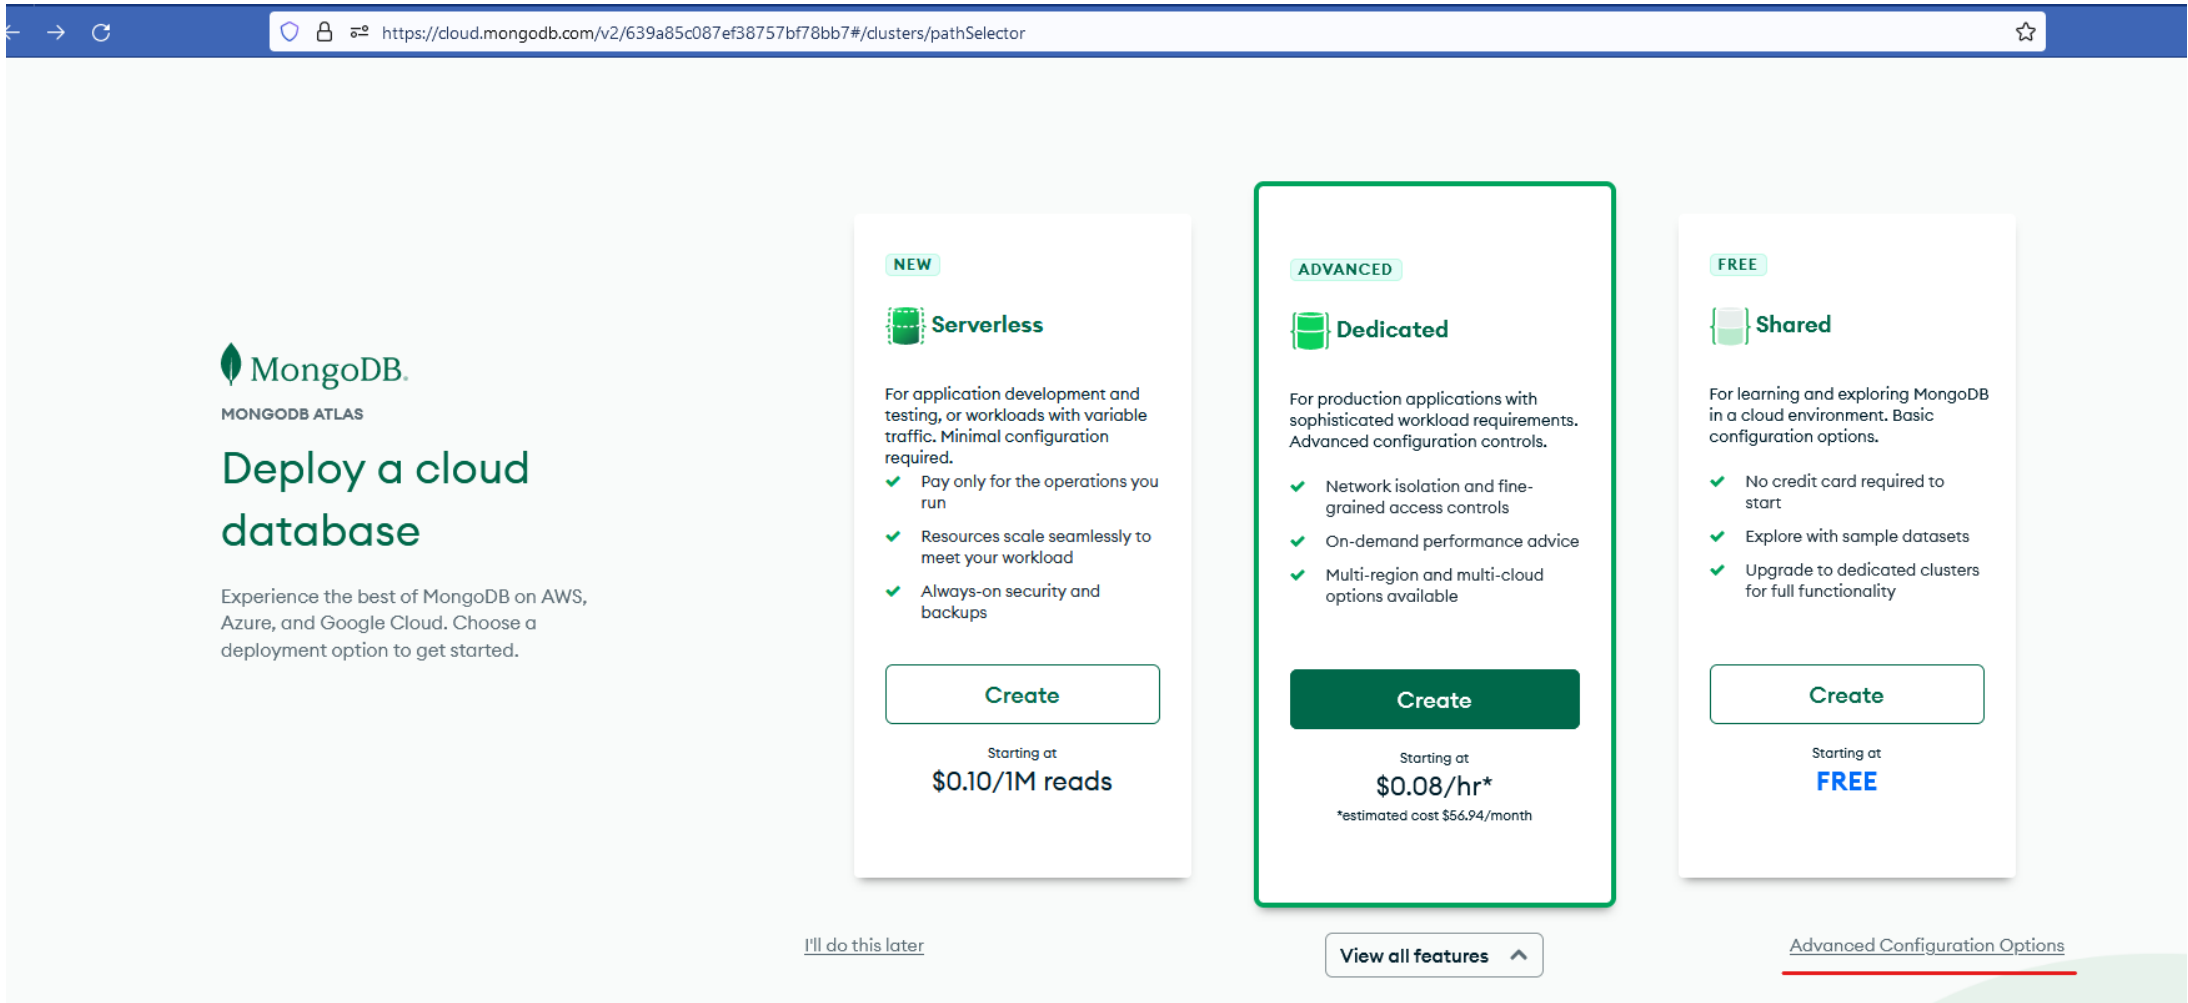 https://cloud.mongodb.com/v2/639a85c087ef38757bf78bb7#/clusters/pathSelector
MongoDB.
MONGODB ATLAS
Deploy a cloud
database
Experience the best of MongoDB on AWS,
Azure, and Google Cloud. Choose a
deployment option to get started.
NEW
Serverless
For application development and
testing, or workloads with variable
traffic. Minimal configuration
required.
Pay only for the operations you
run
Resources scale seamlessly to
meet your workload
Always-on security and
backups
Create
Starting at
$0.10/1M reads
ADVANCED
Dedicated
For production applications with
sophisticated workload requirements.
Advanced configuration controls.
Network isolation and fine-
grained access controls
On-demand performance advice
Multi-region and multi-cloud
options available
Create
Starting at
$0.08/hr*
*estimated cost $56.94/month
FREE
Shared
For learning and exploring MongoDB
in a cloud environment. Basic
configuration options.
No credit card required to
start
Explore with sample datasets
Upgrade to dedicated clusters
for full functionality
Create
Starting at
FREE
I'll do this later
View all features
Advanced Configuration Options